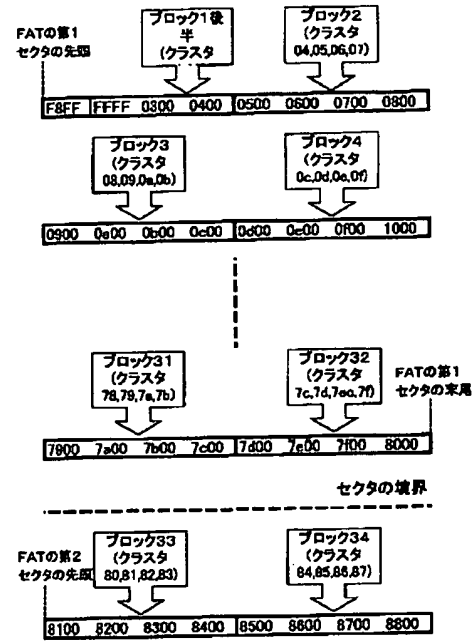 FATの第1
セクタの先頭
ブロック1後
半
(クラスタ
ブロック2
(クラスタ
04,05,06,07)
F8FF FFFF 0300 0400 0500 0600 0700 0800
ブロック3
(クラスタ
08,09,0a,0b)
ブロック4
(クラスタ
0c,0d,0e,0f)
0900 0a00 0b00 0c00 0d00 0e00 0f00 1000
ブロック31
(クラスタ
78,79,7a,7b)
ブロック32
(クラスタ
7c,7d,7eo,7f)
FATの第1
セクタの末尾
7900 7a00 7b00 7c00 7d00 7e00 7f00 8000
セクタの境界
FATの第2
セクタの先頭
ブロック33
(クラスタ
80,81,82,83)
ブロック34
(クラスタ
84,85,86,87)
8100 8200 8300 8400 8500 8600 8700 8800